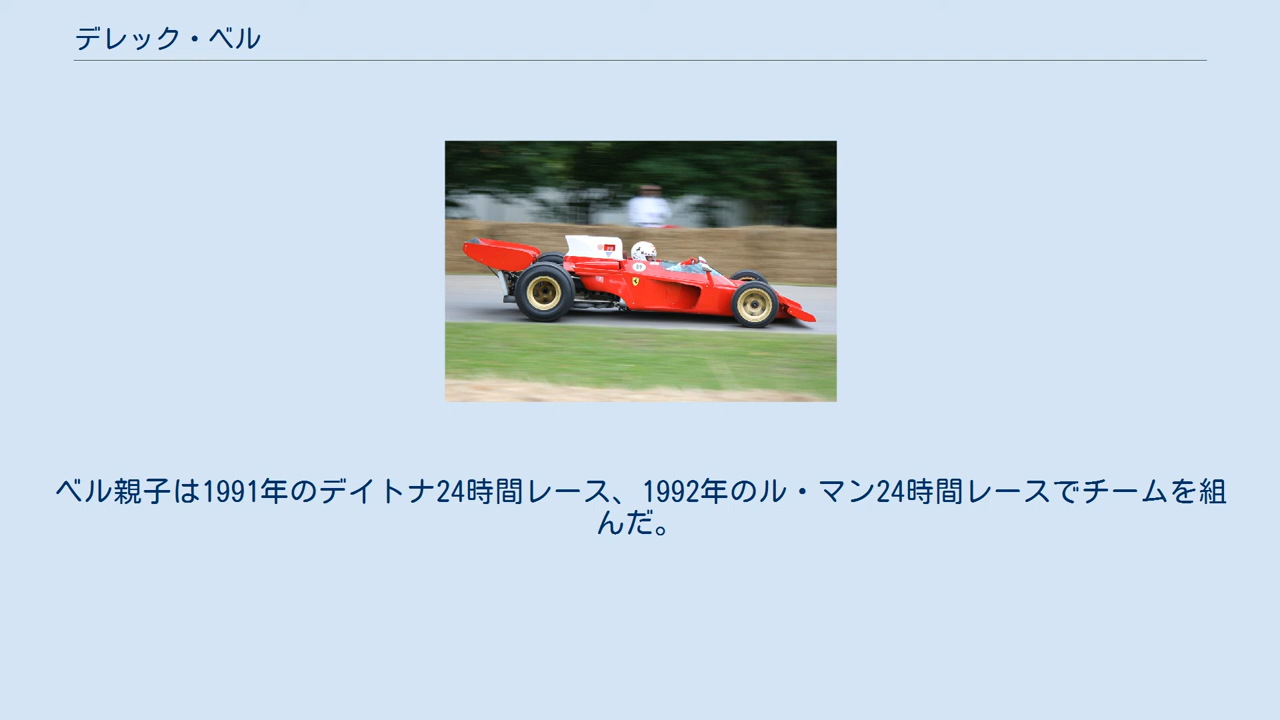 デレック・ベル
ベル親子は1991年のデイトナ24時間レース、1992年のル・マン24時間レースでチームを組
んだ。